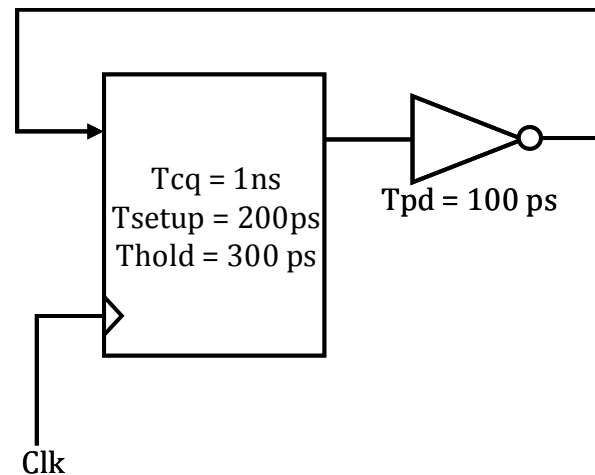 Tcq = 1ns
Tsetup = 200ps
Thold = 300 ps
Tpd = 100 ps
Clk